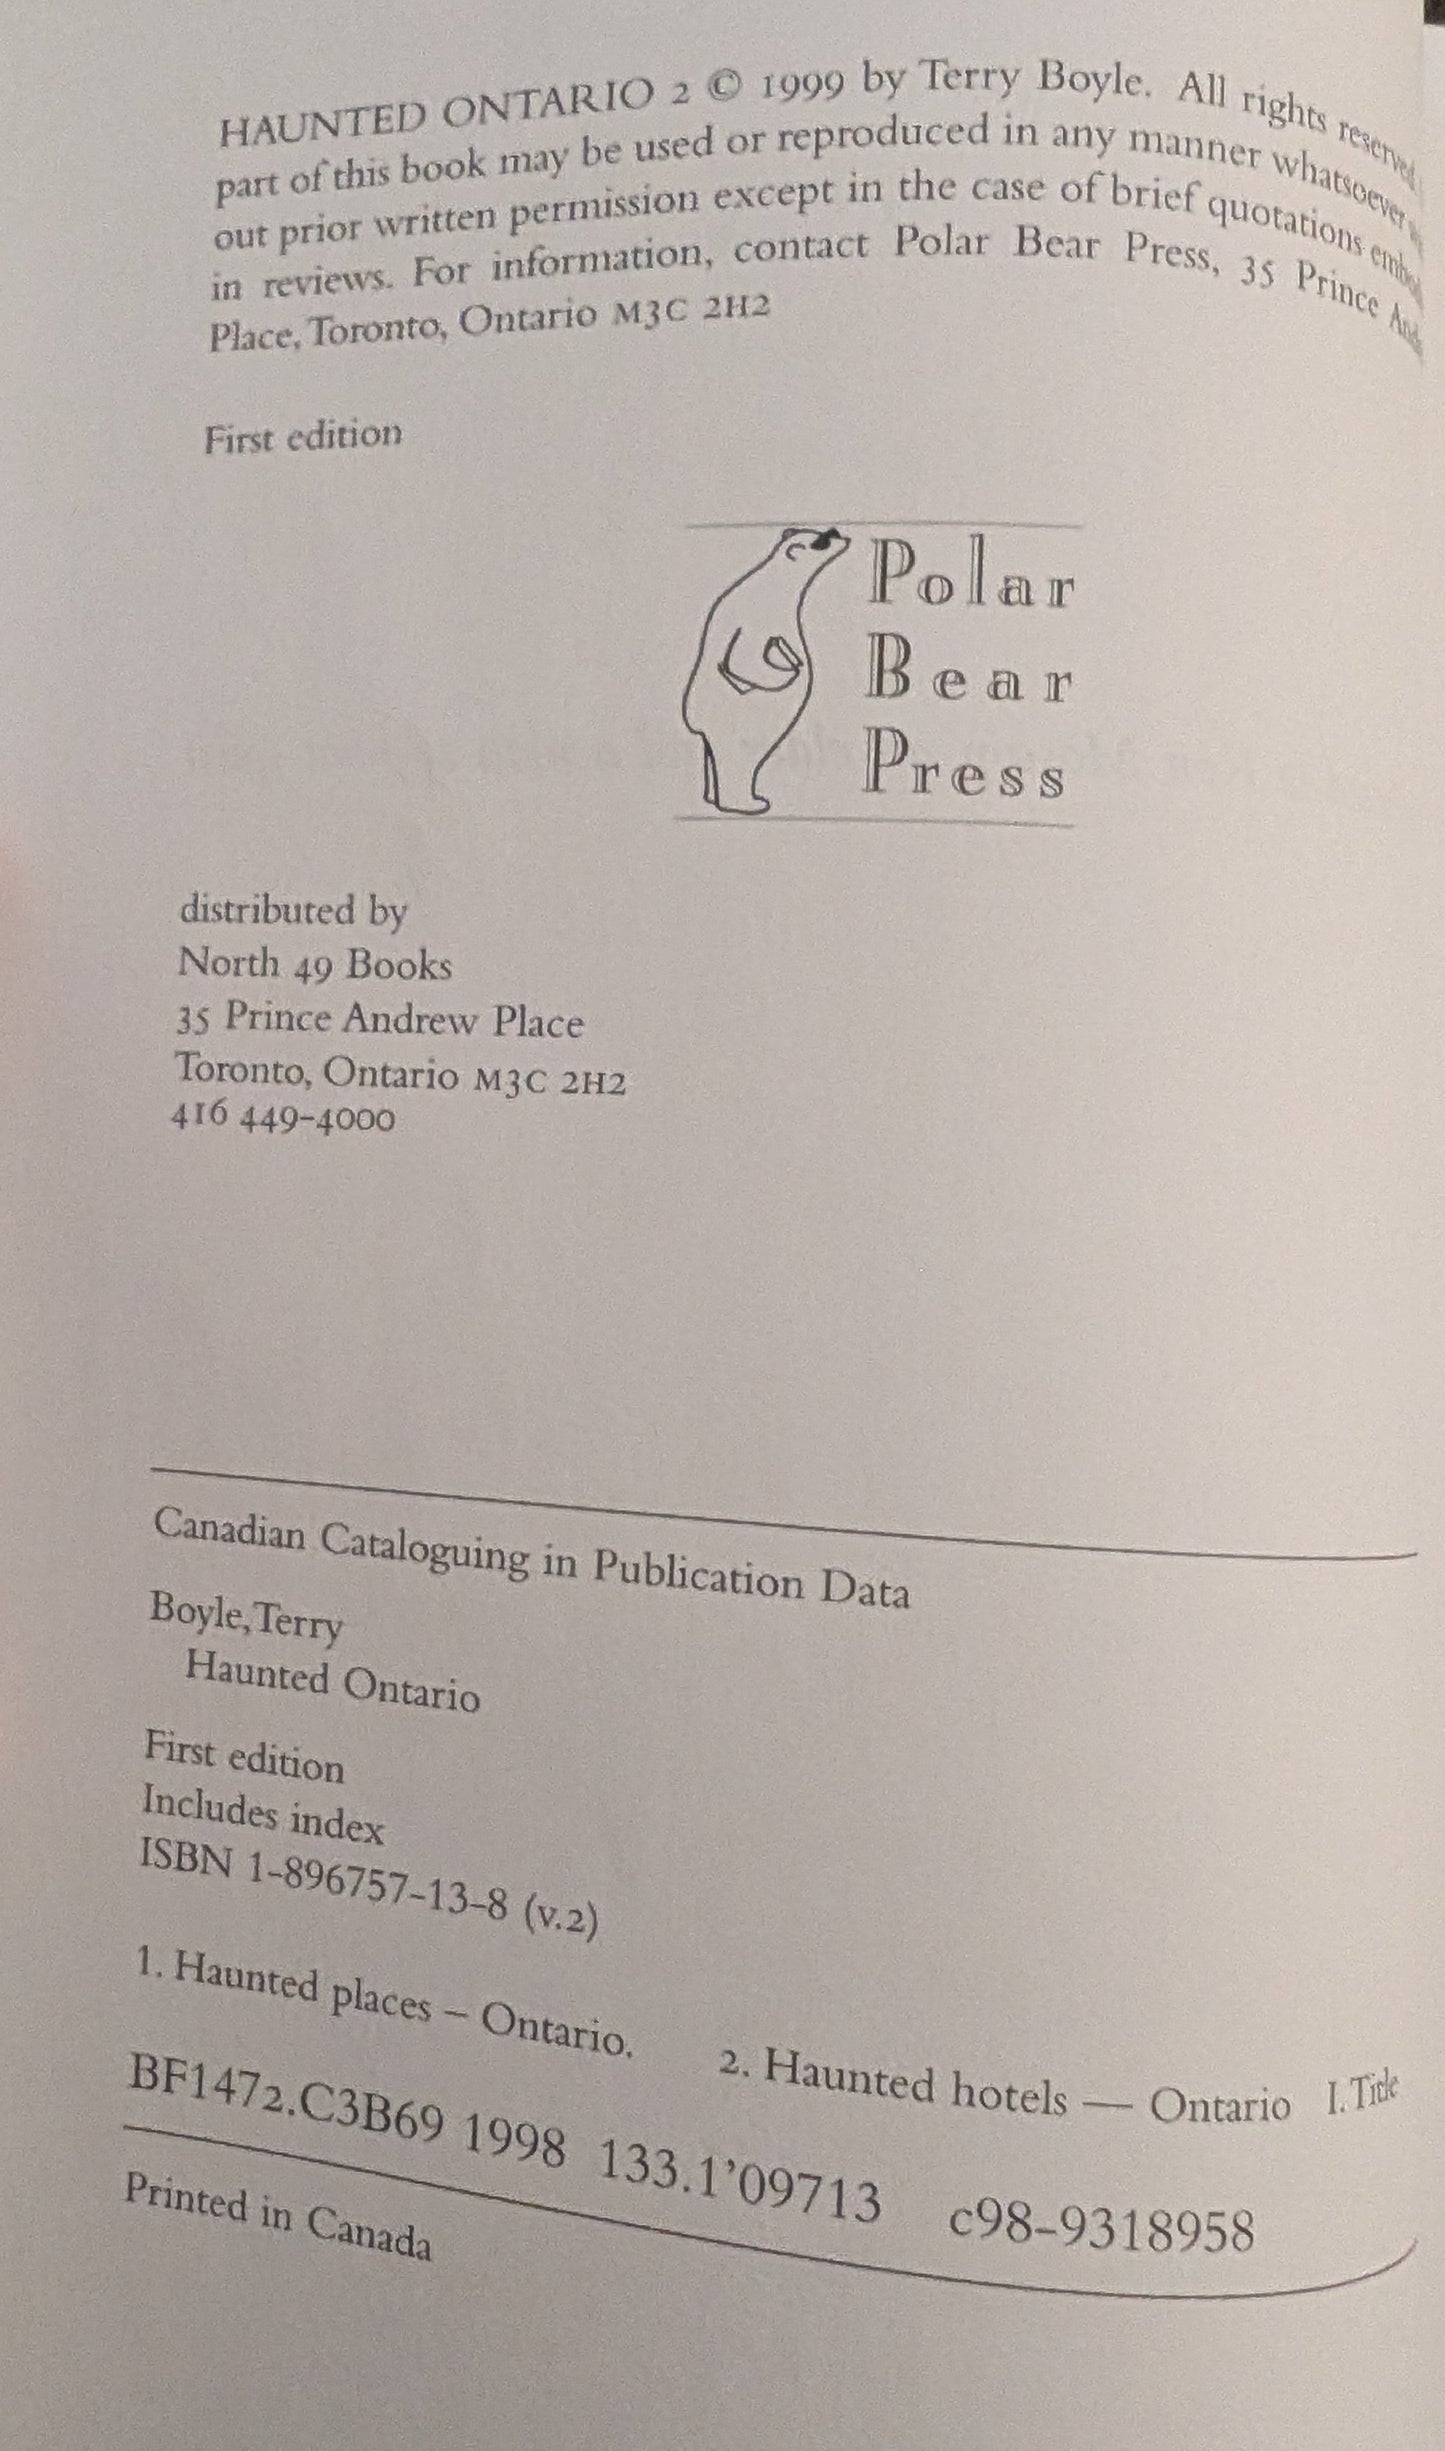 HAUNTED ONTARIO 2 © 1999 by Terry Boyle. All rights reserved
part of this book may be used or reproduced in any manner whatsoever
out prior written permission except in the case of brief quotations
in reviews. For information, contact Polar Bear Press, 35 Prince
Place, Toronto, Ontario M3C 2H2
First edition
Polar
Bear
Press
distributed by
North 49 Books
35 Prince Andrew Place
Toronto, Ontario M3C 2H2
416 449-4000
Canadian Cataloguing in Publication Data
Boyle, Terry
Haunted Ontario
First edition
Includes index
ISBN 1-896757-13-8 (v.2)
1. Haunted places – Ontario. 2. Haunted hotels — Ontario I. Title
BF1472.C3B69 1998 133.1'09713 c98-9318958
Printed in Canada